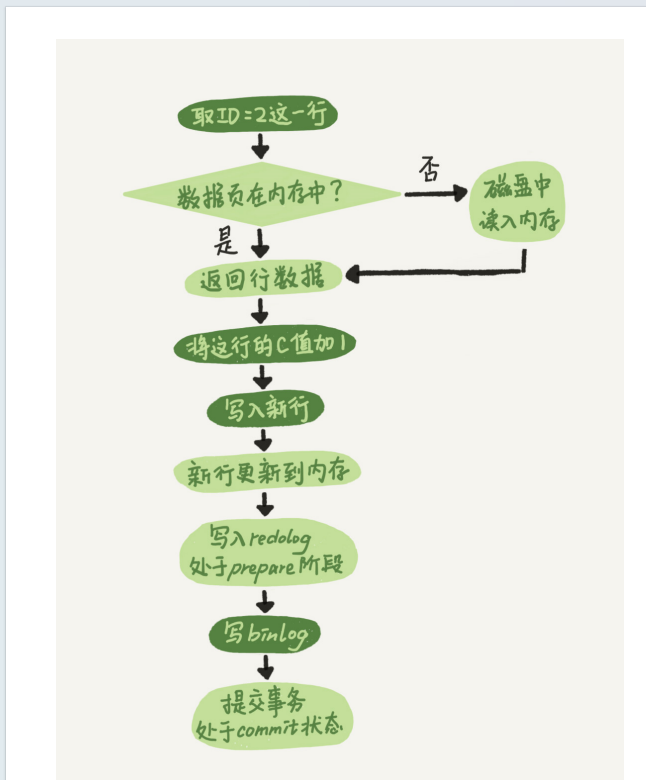 取ID=2这一行
数据页在内存中?
否
磁盘中
读入内存
是
返回行数据
将这行的C值加1
写入新行
新行更新到内存
写入redolog
处于prepare阶段
写binlog
提交事务
处于commit状态